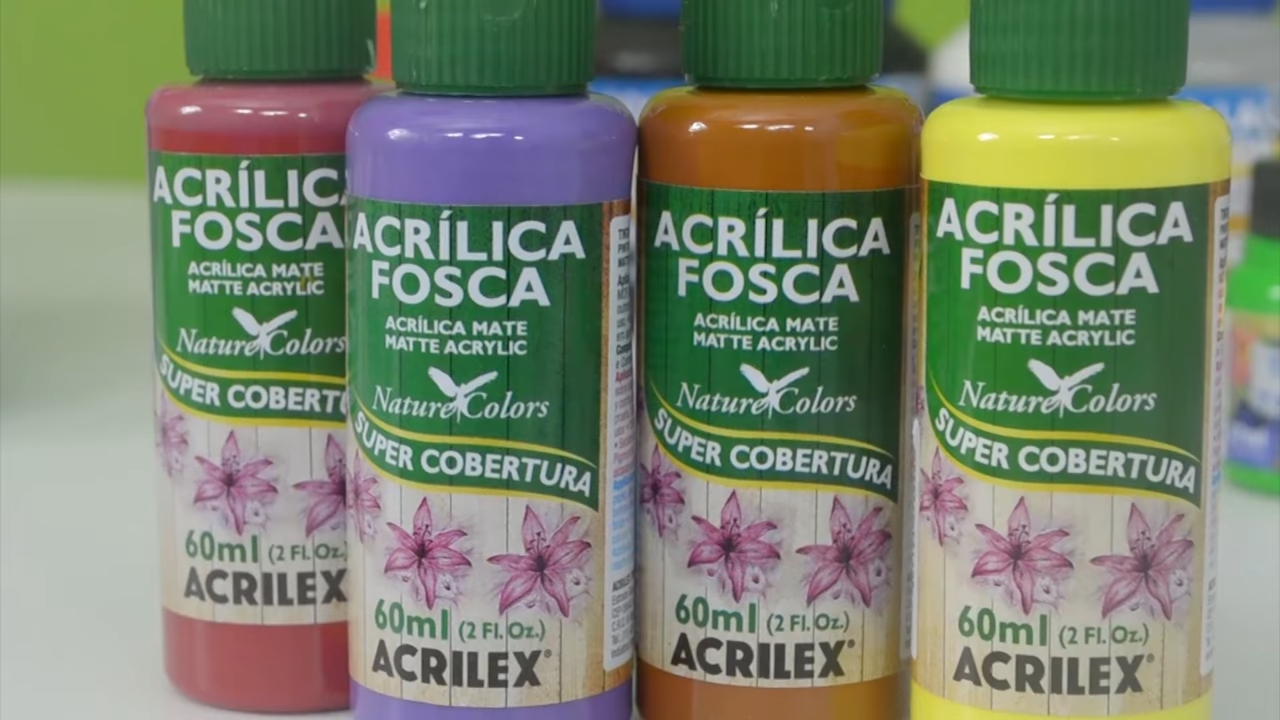 ACRÍLICA
FOSCA
ACRÍLICA MATE
MATTE ACRYLIC
Nature Colors
SUPER
60ml (2 Fl. Oz.)
ACRILEX
ACRÍLICA
FOSCA
ACRÍLICA MATE
MATTE ACRYLIC
Nature Colors
SUPER COBERTURA
60ml (2 Fl. Oz.)
ACRILEX®
ACRÍLICA
FOSCA
ACRÍLICA MATE
MATTE ACRYLIC
Nature Colors
SUPER COBERTURA
60ml (2 Fl. Oz.)
ACRILEX®
ACRÍLICA
FOSCA
ACRÍLICA MATE
MATTE ACRYLIC
Nature Colors
SUPER COBERTURA
60ml (2 Fl. Oz.)
ACRILEX®